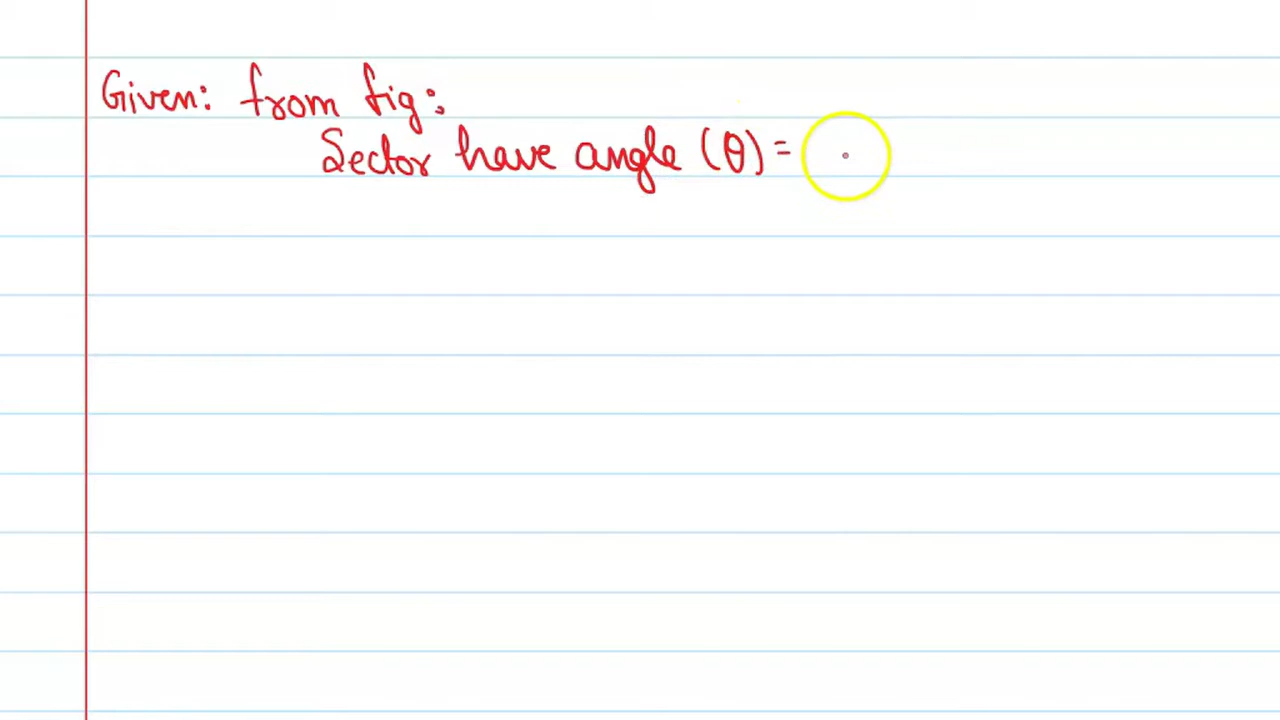 Given: from fig:
Sector have angle (θ) =